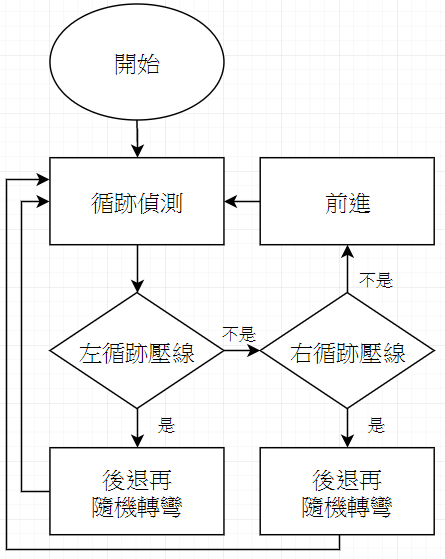 開始
循跡偵測
前進
不是
不是
左循跡壓線
右循跡壓線
是
是
後退再
隨機轉彎
後退再
隨機轉彎